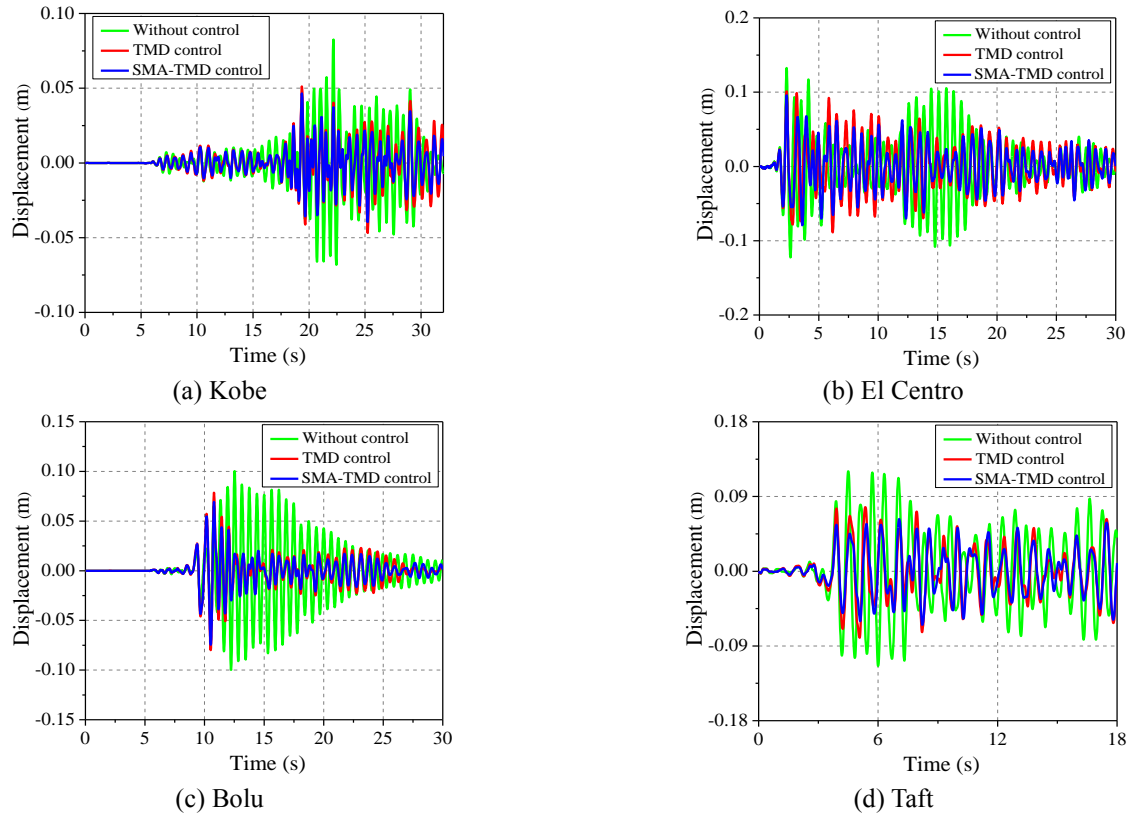 Without control
TMD control
SMA-TMD control
0.10
0.05
0.00
-0.05
-0.10
Displacement (m)
0 5 10 15 20 25 30
Time (s)
(a) Kobe
Without control
TMD control
SMA-TMD control
0.2
0.1
0.0
-0.1
-0.2
Displacement (m)
0 5 10 15 20 25 30
Time (s)
(b) El Centro
Without control
TMD control
SMA-TMD control
0.15
0.10
0.05
0.00
-0.05
-0.10
-0.15
Displacement (m)
0 5 10 15 20 25 30
Time (s)
(c) Bolu
Without control
TMD control
SMA-TMD control
0.18
0.09
0.00
-0.09
-0.18
Displacement (m)
0 6 12 18
Time (s)
(d) Taft